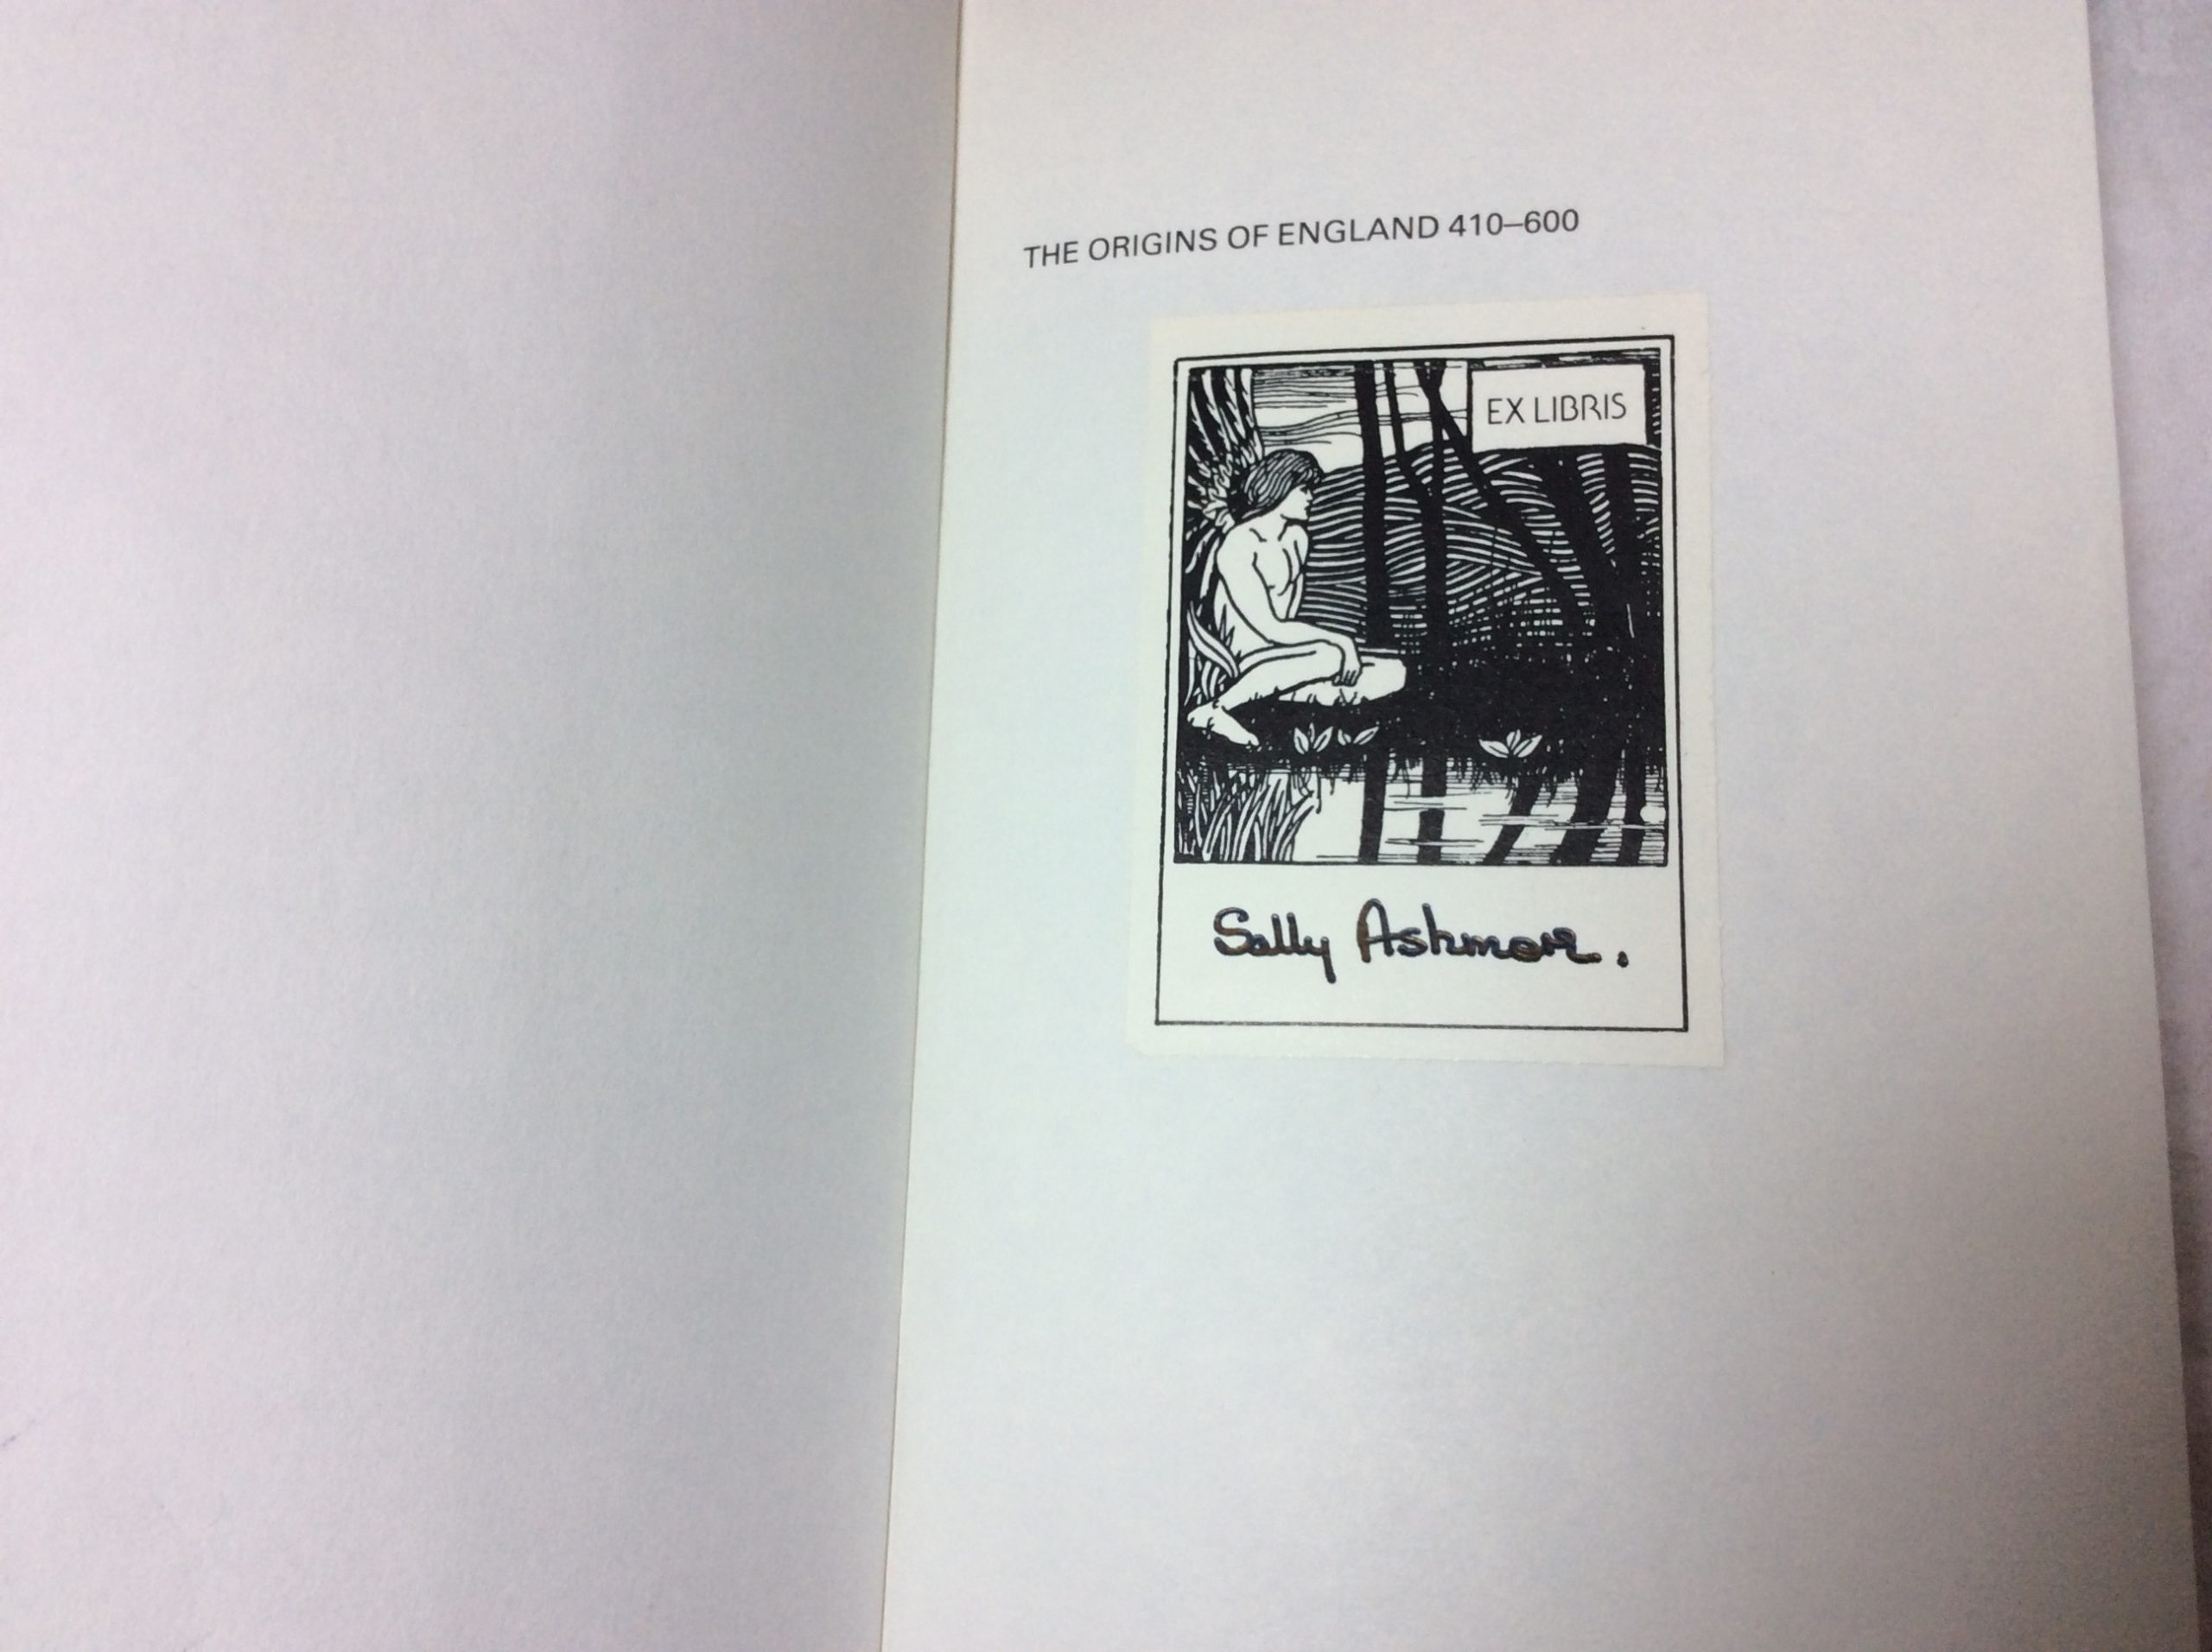 THE ORIGINS OF ENGLAND 410–600
EX LIBRIS
Sally Ashmore.